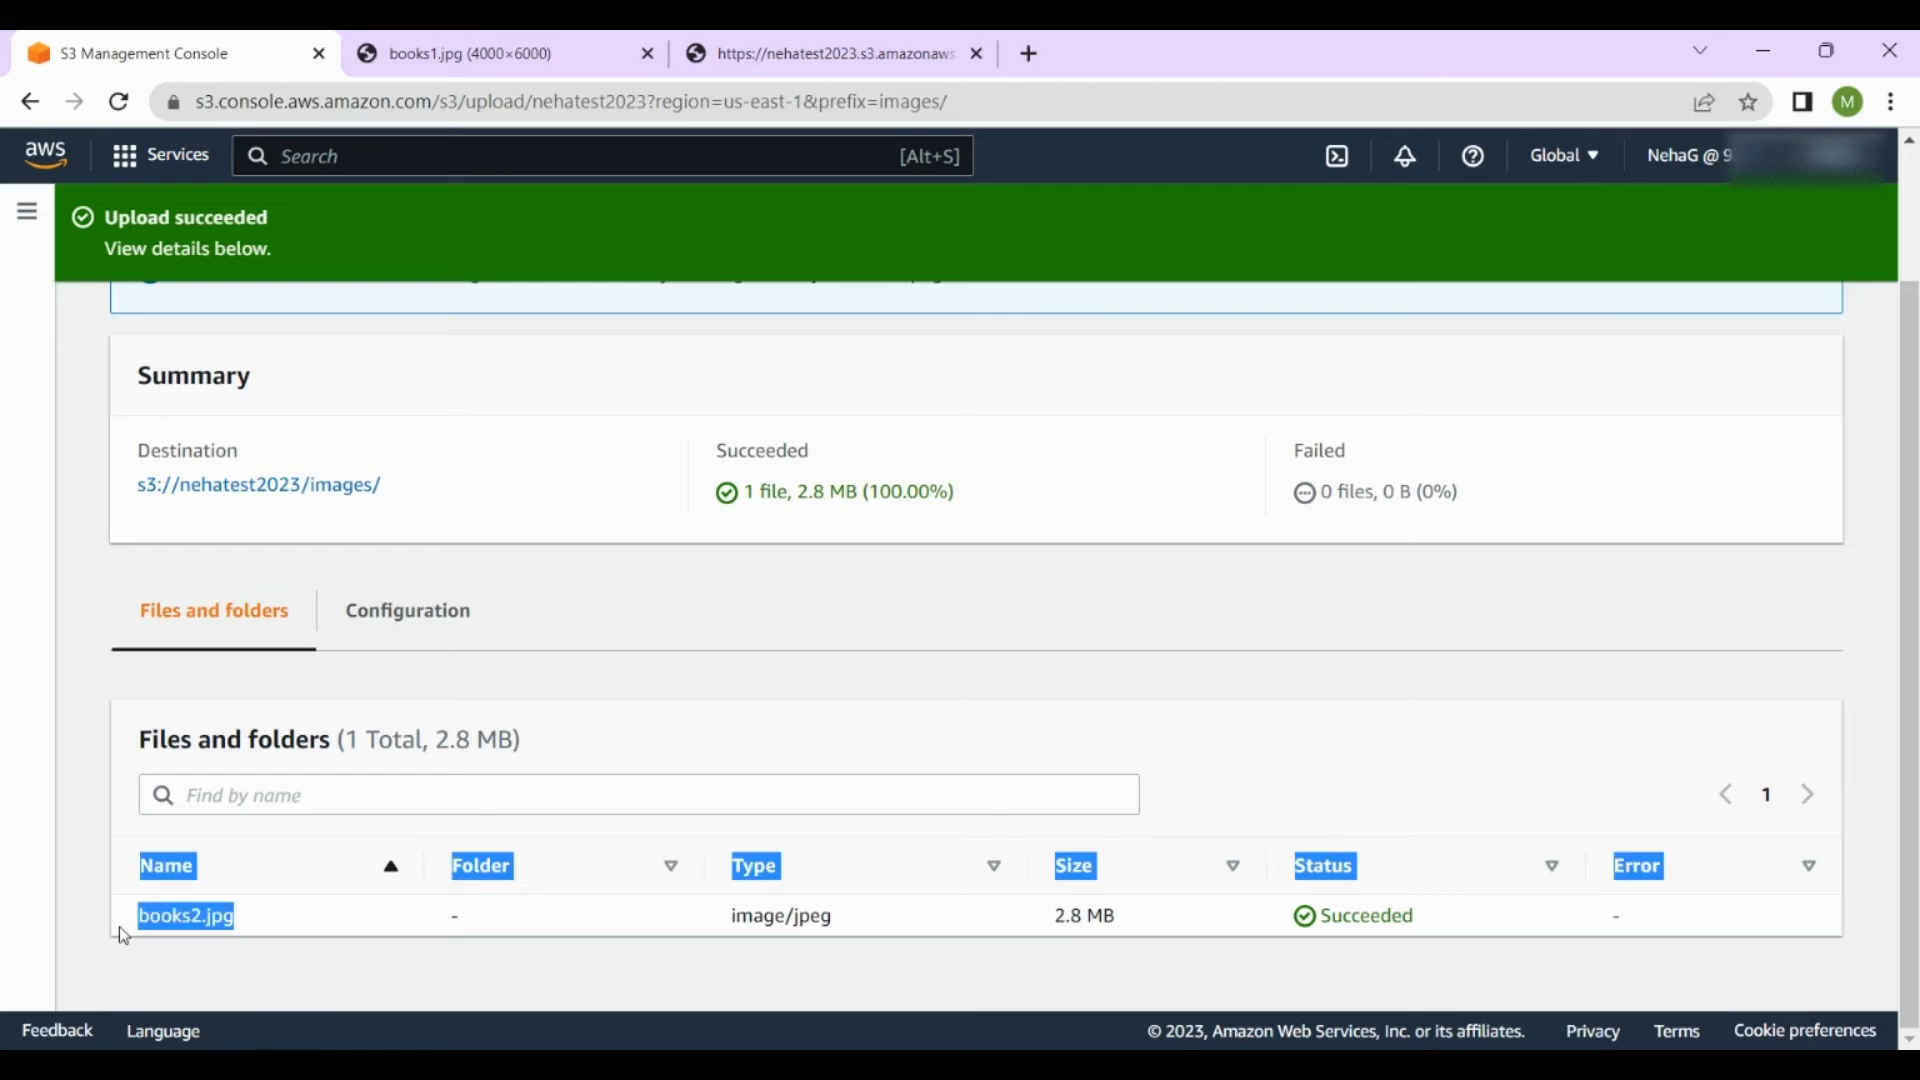 S3 Management Console
books1.jpg (4000×6000)
https://nehatest2023.s3.amazonaws
s3.console.aws.amazon.com/s3/upload/nehatest2023?region=us-east-1&prefix=images/
M
aws
Services
Search
[Alt+S]
Global
NehaG @ 9
Upload succeeded
View details below.
Summary
Destination
Succeeded
Failed
s3://nehatest2023/images/
1 file, 2.8 MB (100.00%)
0 files, 0 B (0%)
Files and folders
Configuration
Files and folders (1 Total, 2.8 MB)
Find by name
1
Name
Folder
Type
Size
Status
Error
books2.jpg
-
image/jpeg
2.8 MB
Succeeded
-
Feedback
Language
© 2023, Amazon Web Services, Inc. or its affiliates.
Privacy
Terms
Cookie preferences